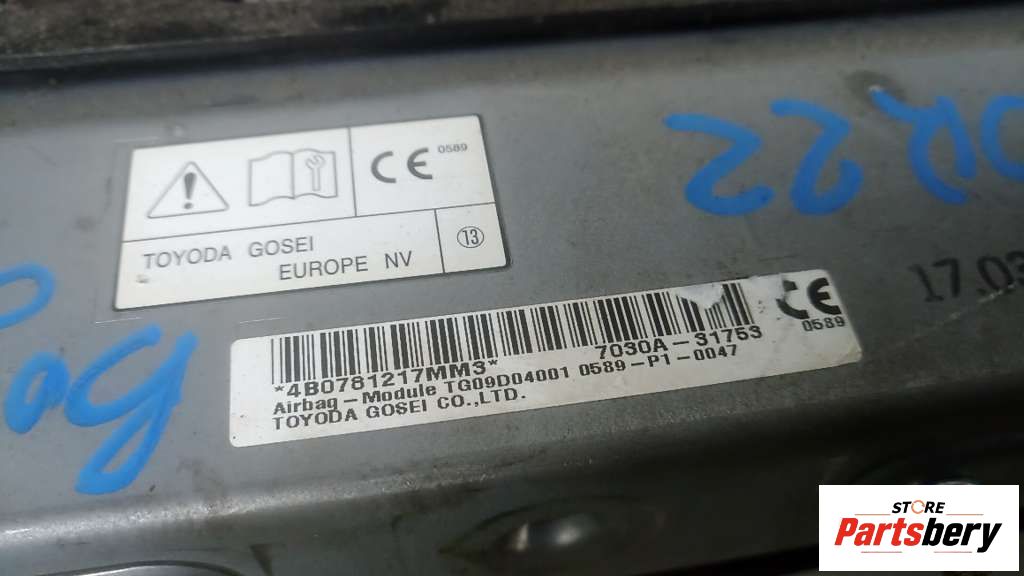 CE 0589
TOYODA GOSEI
EUROPE NV
13
*4B0781217MM3*
7030A-31753
Airbag-Module TG09D04001 0589-P1-0047
TOYODA GOSEI CO.,LTD.
CE
0589
17.03
22
STORE
Partsbery